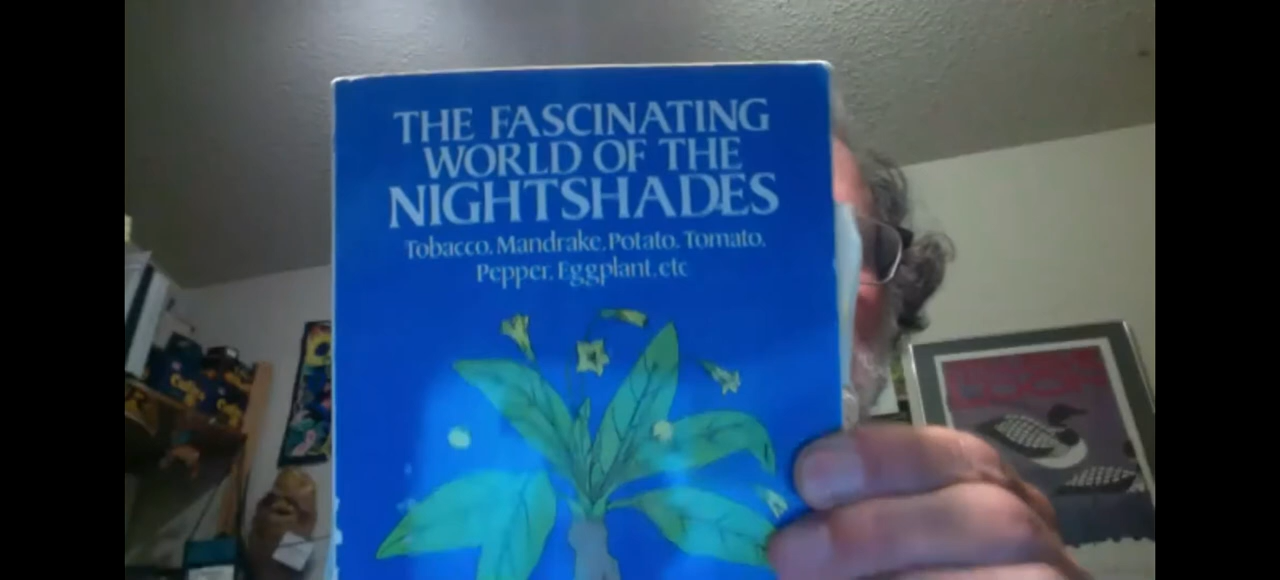 THE FASCINATING
WORLD OF THE
NIGHTSHADES
Tobacco, Mandrake, Potato, Tomato,
Pepper, Eggplant, etc